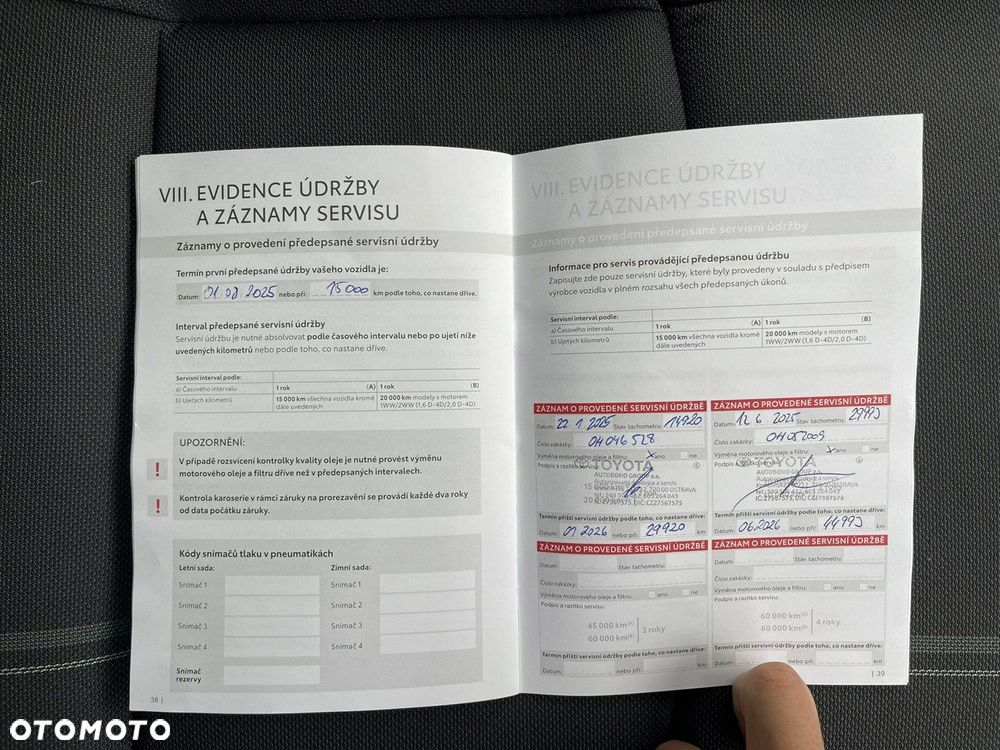 VIII. EVIDENCE ÚDRŽBY
A ZÁZNAMY SERVISU
Záznamy o provedení předepsané servisní údržby
Termín první předepsané údržby vašeho vozidla je:
Datum: 01.08.2025 nebo při: 15000 km podle toho, co nastane dříve.
Interval předepsané servisní údržby
Servisní údržbu je nutné absolvovat podle časového intervalu nebo po ujetí níže
uvedených kilometrů nebo podle toho, co nastane dříve.
Servisní interval podle:
a) Časového intervalu 1 rok (A) 1 rok (B)
b) Ujetých kilometrů 15 000 km všechna vozidla kromě 20 000 km modely s motorem
dále uvedených 1WW/2WW (1,6 D-4D/2,0 D-4D)
UPOZORNĚNÍ:
! V případě rozsvícení kontrolky kvality oleje je nutné provést výměnu
motorového oleje a filtru dříve než v předepsaných intervalech.
! Kontrola karoserie v rámci záruky na prorezavění se provádí každé dva roky
od data počátku záruky.
Kódy snímačů tlaku v pneumatikách
Letní sada: Zimní sada:
Snímač 1 Snímač 1
Snímač 2 Snímač 2
Snímač 3 Snímač 3
Snímač 4 Snímač 4
Snímač
rezervy
38 |
VIII. EVIDENCE ÚDRŽBY
A ZÁZNAMY SERVISU
Záznamy o provedení předepsané servisní údržby
Informace pro servis provádějící předepsanou údržbu
Zapisujte zde pouze servisní údržbu, které byly provedeny v souladu s předpisem
výrobce vozidla v plném rozsahu všech předepsaných úkonů.
Servisní interval podle:
a) Časového intervalu 1 rok (A) 1 rok (B)
b) Ujetých kilometrů 15 000 km všechna vozidla kromě 20 000 km modely s motorem
dále uvedených 1WW/2WW (1,6 D-4D/2,0 D-4D)
ZÁZNAM O PROVEDENÉ SERVISNÍ ÚDRŽBĚ
Datum: 22 1 2025 Stav tachometru: 14920
Číslo zakázky: OH046528
Výměna motorového oleje a filtru: x ano ne
Podpis a razítko servisu:
TOYOTA
AUTOBOND GROUP a.s.
Termín příští servisní údržby podle toho, co nastane dříve:
Datum: 01.2026 nebo při: 29920 km
ZÁZNAM O PROVEDENÉ SERVISNÍ ÚDRŽBĚ
Datum: 12 6 2025 Stav tachometru: 29993
Číslo zakázky: OH052009
Výměna motorového oleje a filtru: x ano ne
Podpis a razítko servisu:
TOYOTA
AUTOBOND GROUP a.s.
Termín příští servisní údržby podle toho, co nastane dříve:
Datum: 06.2026 nebo při: 44993 km
ZÁZNAM O PROVEDENÉ SERVISNÍ ÚDRŽBĚ
Datum: Stav tachometru:
Číslo zakázky:
Výměna motorového oleje a filtru: ano ne
Podpis a razítko servisu:
45 000 km(A)
60 000 km(B) 3 roky
Termín příští servisní údržby podle toho, co nastane dříve:
Datum: nebo při: km
ZÁZNAM O PROVEDENÉ SERVISNÍ ÚDRŽBĚ
Datum: Stav tachometru:
Číslo zakázky:
Výměna motorového oleje a filtru: ano ne
Podpis a razítko servisu:
60 000 km(A)
80 000 km(B) 4 roky
Termín příští servisní údržby podle toho, co nastane dříve:
Datum: nebo při: km
| 39
OTOMOTO